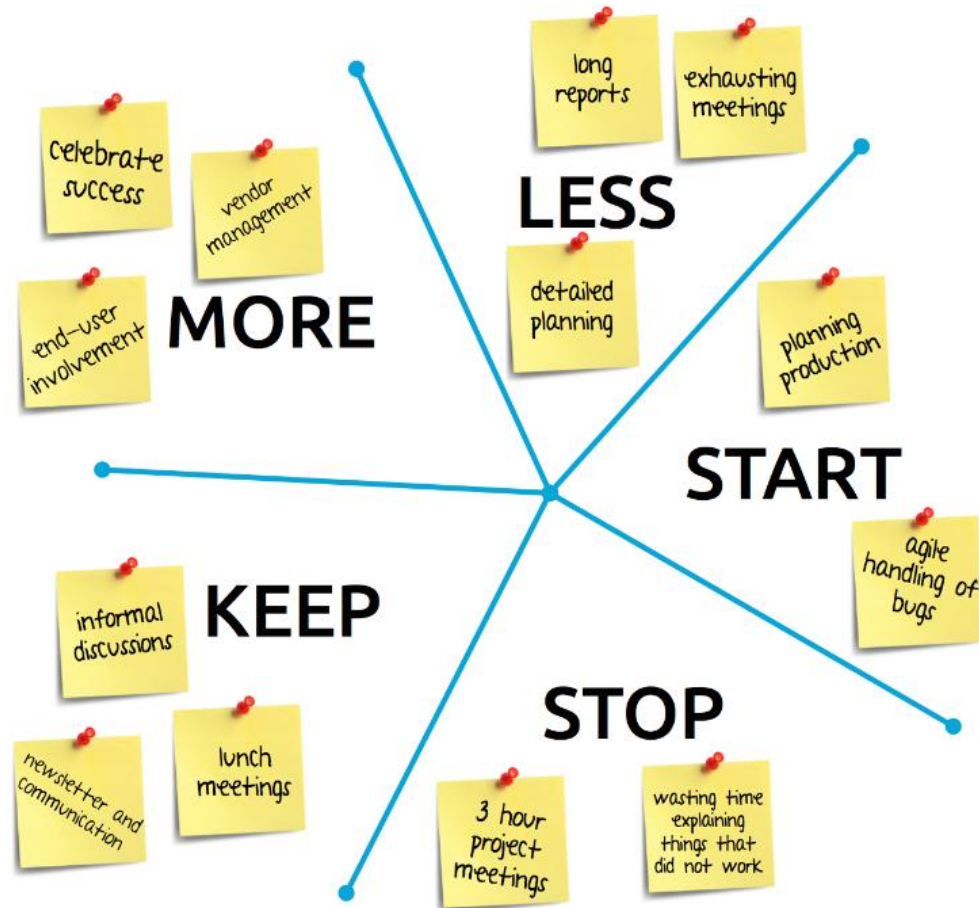 long
reports
exhausting
meetings
LESS
detailed
planning
celebrate
success
vendor
management
end-user
involvement
MORE
planning
production
START
agile
handling of
bugs
informal
discussions
KEEP
newsletter and
communication
lunch
meetings
STOP
3 hour
project
meetings
wasting time
explaining
things that
did not work